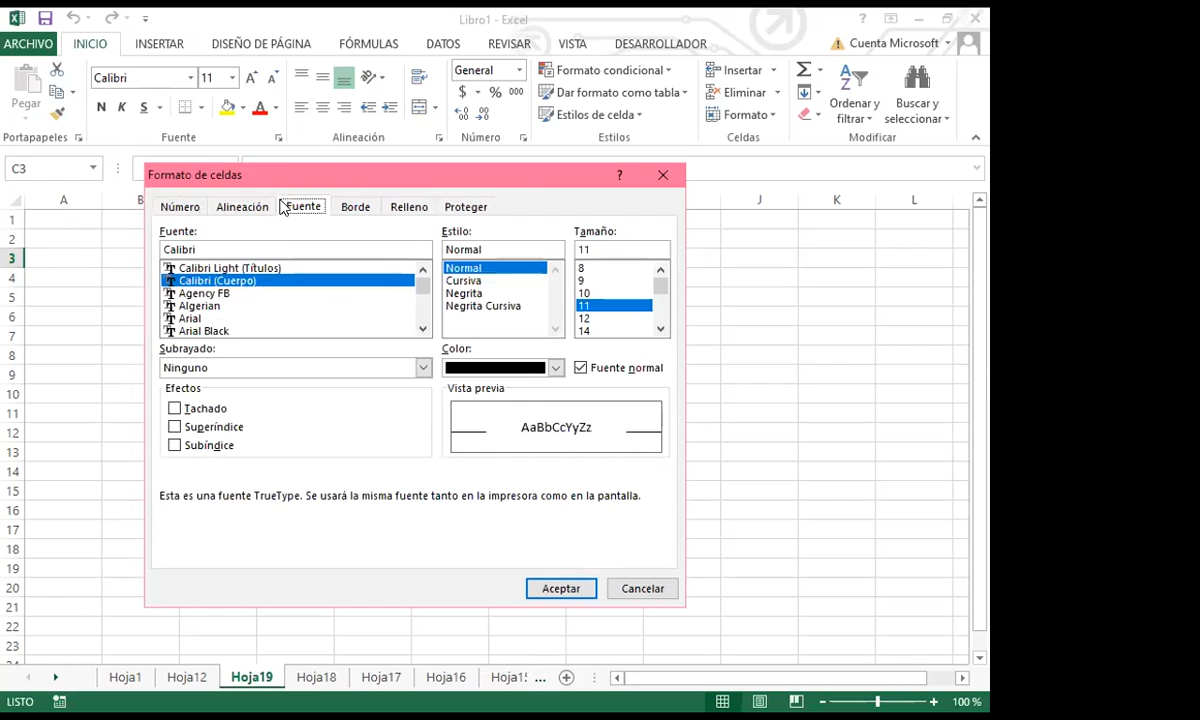 Libro1 - Excel
ARCHIVO INICIO INSERTAR DISEÑO DE PÁGINA FÓRMULAS DATOS REVISAR VISTA DESARROLLADOR Cuenta Microsoft
Calibri 11 General Formato condicional Insertar
Pegar Dar formato como tabla Eliminar Ordenar y Buscar y
N K S $ % 000 Estilos de celda Formato filtrar seleccionar
Portapapeles Fuente Alineación Número Estilos Celdas Modificar
C3
Formato de celdas
A B J K L
Número Alineación Fuente Borde Relleno Proteger
Fuente: Estilo: Tamaño:
Calibri Normal 11
Calibri Light (Títulos) Normal 8
Calibri (Cuerpo) Cursiva 9
Agency FB Negrita 10
Algerian Negrita Cursiva 11
Arial 12
Arial Black 14
Subrayado: Color:
Ninguno Fuente normal
Efectos Vista previa
Tachado
Superíndice AaBbCcYyZz
Subíndice
Esta es una fuente TrueType. Se usará la misma fuente tanto en la impresora como en la pantalla.
Aceptar Cancelar
1
2
3
4
5
6
7
8
9
10
11
12
13
14
15
16
17
18
19
20
21
22
23
Hoja1 Hoja12 Hoja19 Hoja18 Hoja17 Hoja16 Hoja15 ...
LISTO 100 %